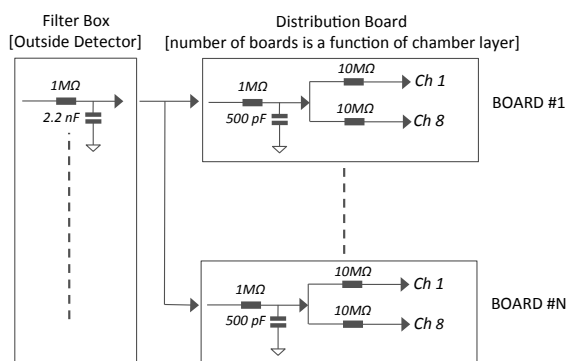 Filter Box
[Outside Detector]
Distribution Board
[number of boards is a function of chamber layer]
1MΩ
2.2 nF
1MΩ
500 pF
10MΩ
Ch 1
10MΩ
Ch 8
BOARD #1
1MΩ
500 pF
10MΩ
Ch 1
10MΩ
Ch 8
BOARD #N